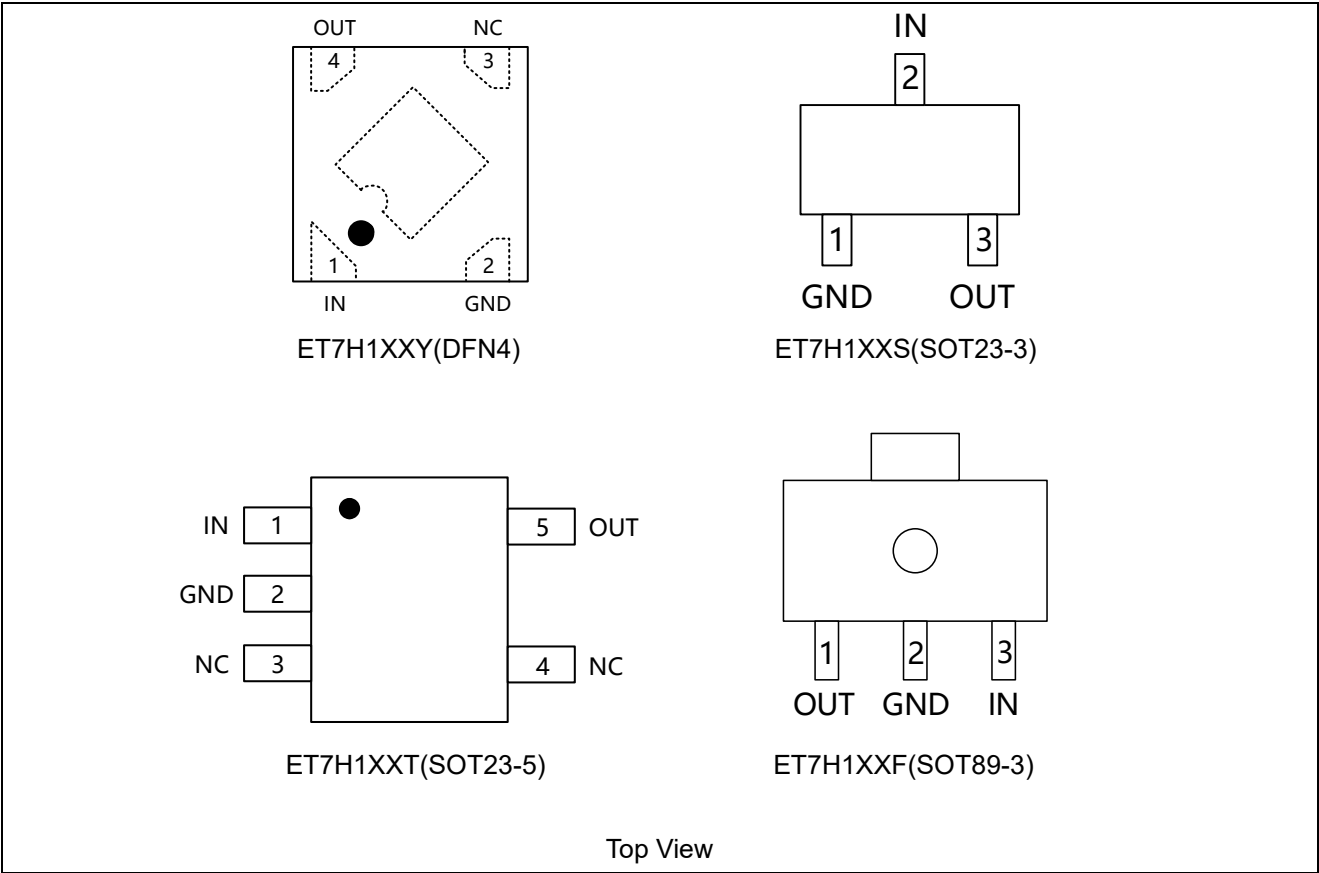 OUT NC
4 3
1 2
IN GND
ET7H1XXY(DFN4)
IN
2
1 3
GND OUT
ET7H1XXS(SOT23-3)
IN 1 5 OUT
GND 2
NC 3 4 NC
ET7H1XXT(SOT23-5)
1 2 3
OUT GND IN
ET7H1XXF(SOT89-3)
Top View